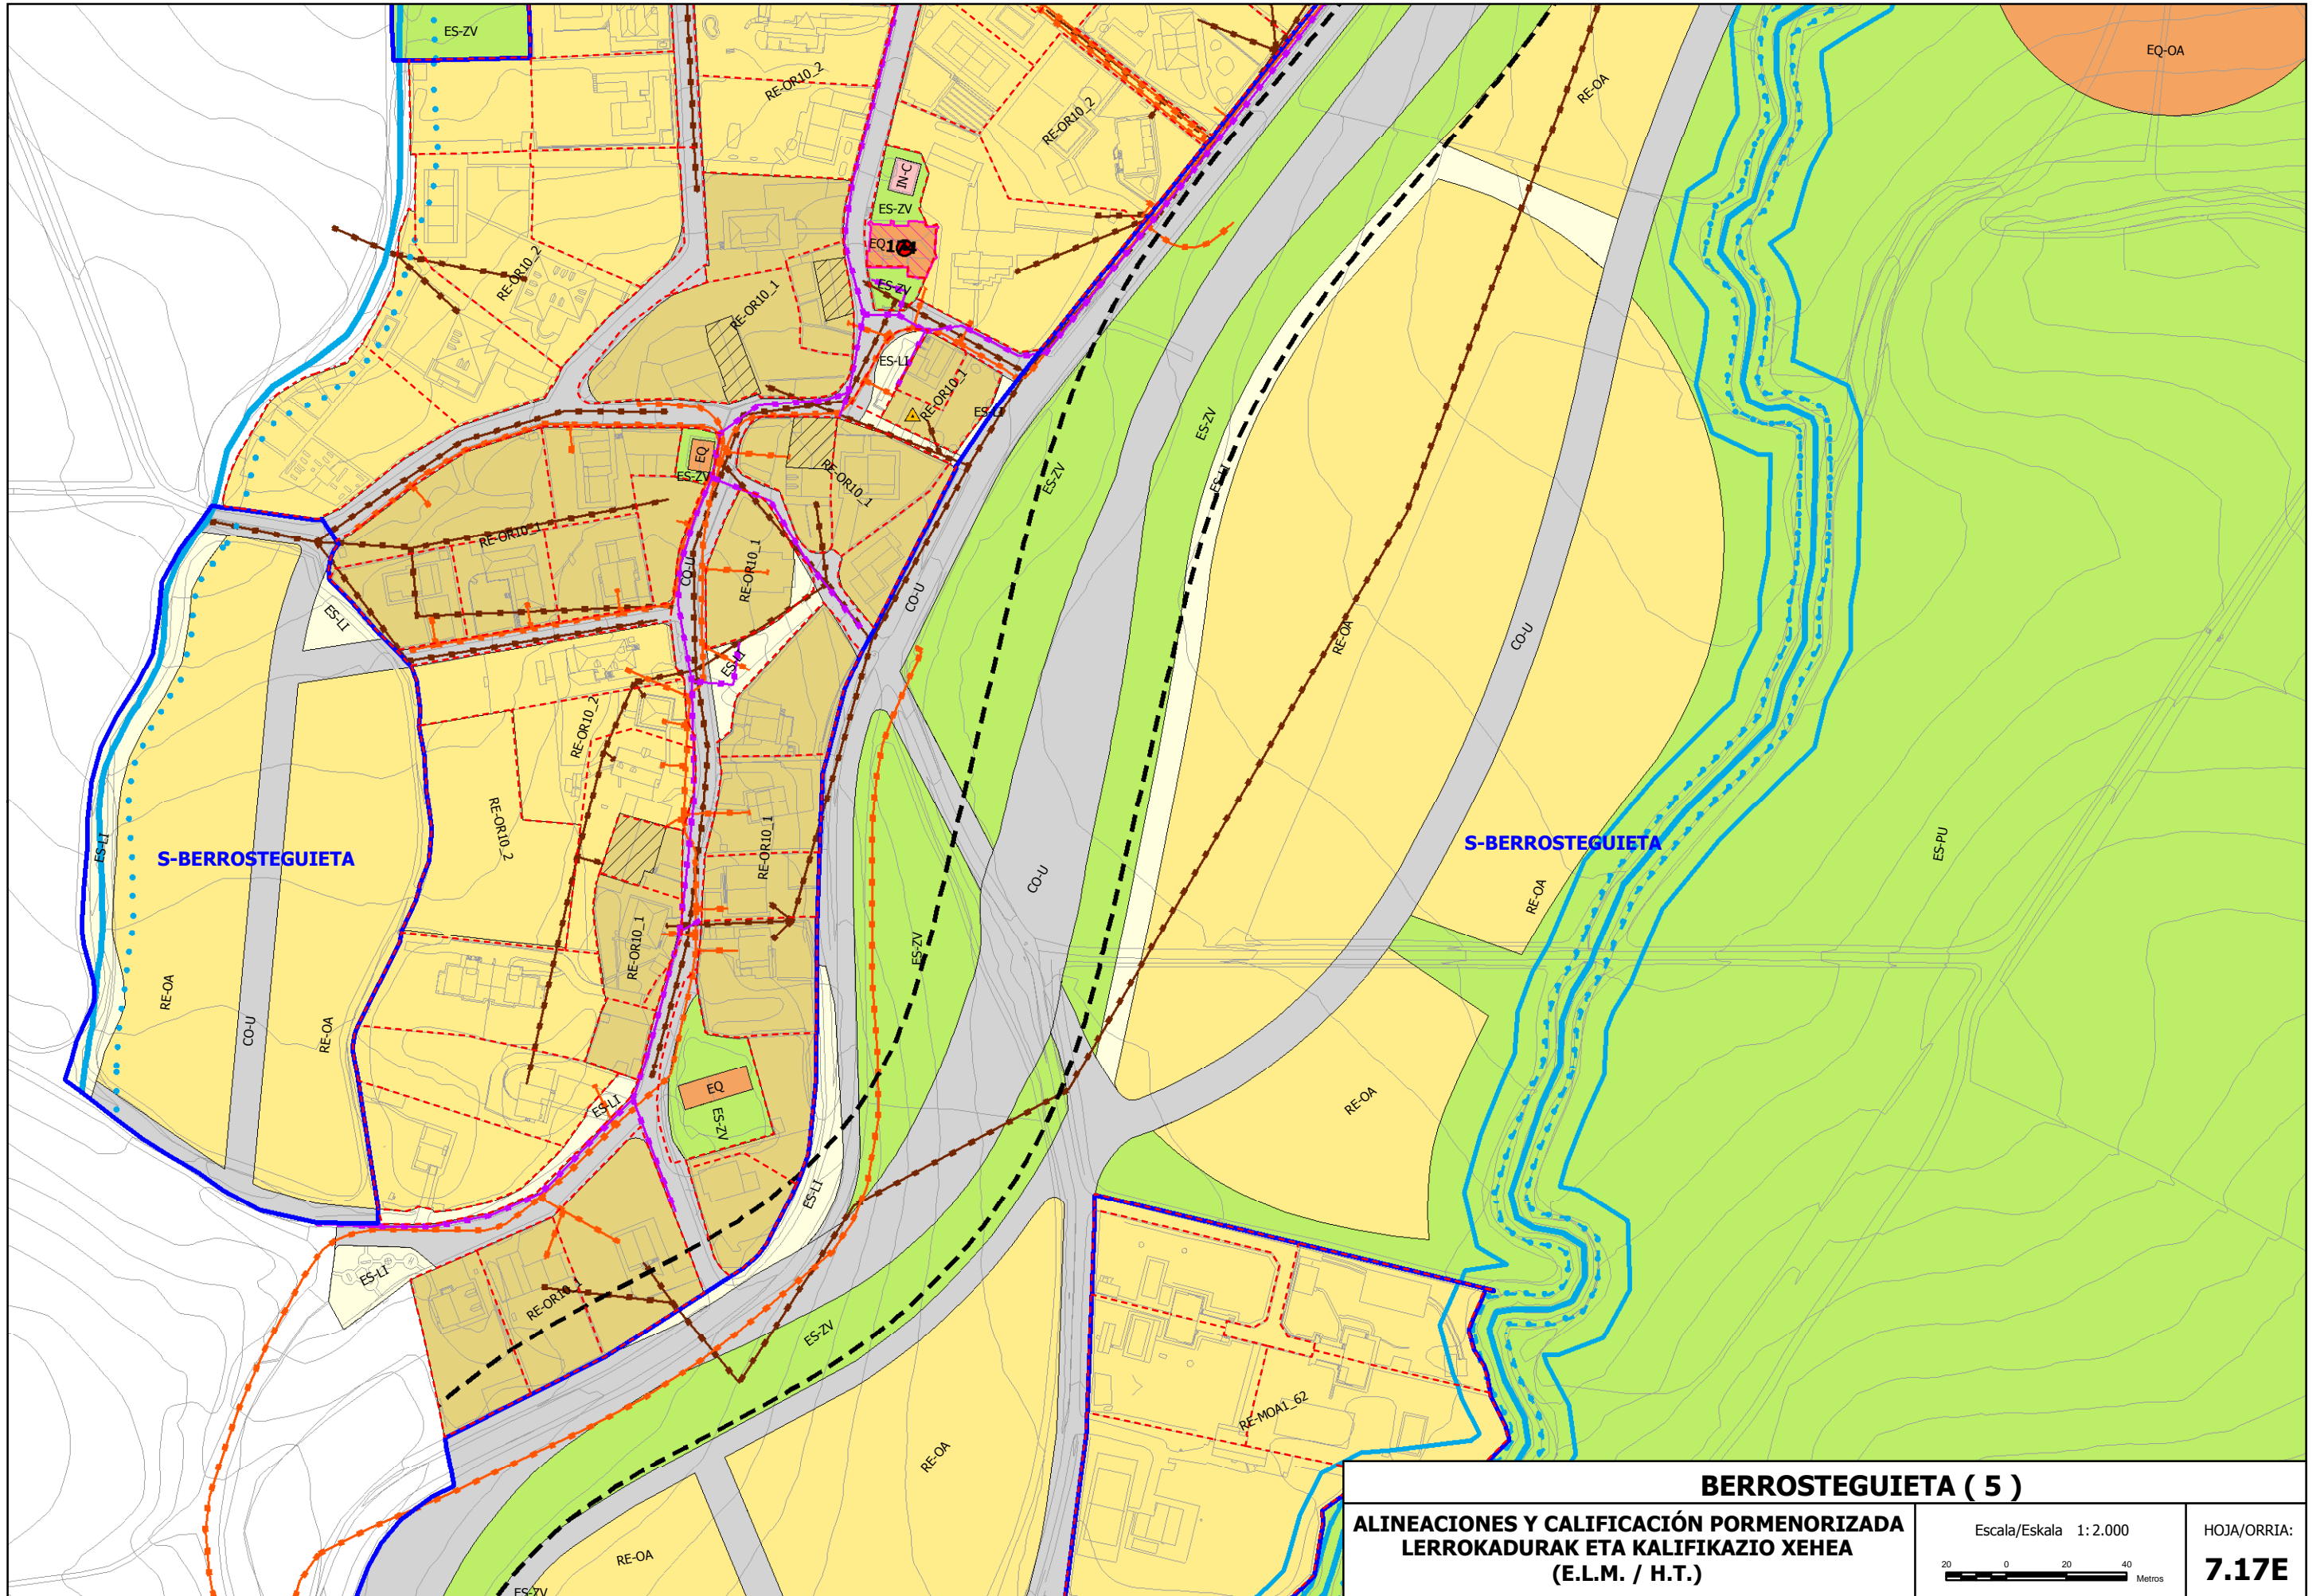 ES-ZV
EQ-OA
RE-OR10_2
RE-OA
RE-OR10_2
IN-C
ES-ZV
EQ
ES-ZV
RE-OR10_2
RE-OR10_1
ES-LI
RE-OR10_1
ES-LI
ES-ZV
EQ
ES-ZV
RE-OR10_1
ES-ZV
ES-LI
RE-OR10_1
RE-OR10_1
CO-U
CO-U
ES-LI
RE-OA
CO-U
ES-LI
RE-OR10_2
RE-OR10_2
RE-OR10_1
S-BERROSTEGUIETA
S-BERROSTEGUIETA
ES-LI
ES-PU
CO-U
RE-OA
RE-OR10_1
ES-ZV
RE-OA
CO-U
RE-OA
EQ
ES-ZV
ES-LI
RE-OA
ES-LI
ES-LI
RE-OR10_1
ES-ZV
RE-MOA1_62
RE-OA
RE-OA
ES-ZV
BERROSTEGUIETA ( 5 )
ALINEACIONES Y CALIFICACIÓN PORMENORIZADA
LERROKADURAK ETA KALIFIKAZIO XEHEA
(E.L.M. / H.T.)
Escala/Eskala 1:2.000
20 0 20 40
Metros
HOJA/ORRIA:
7.17E